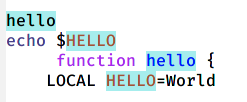 hello
echo $HELLO
function hello {
LOCAL HELLO=World